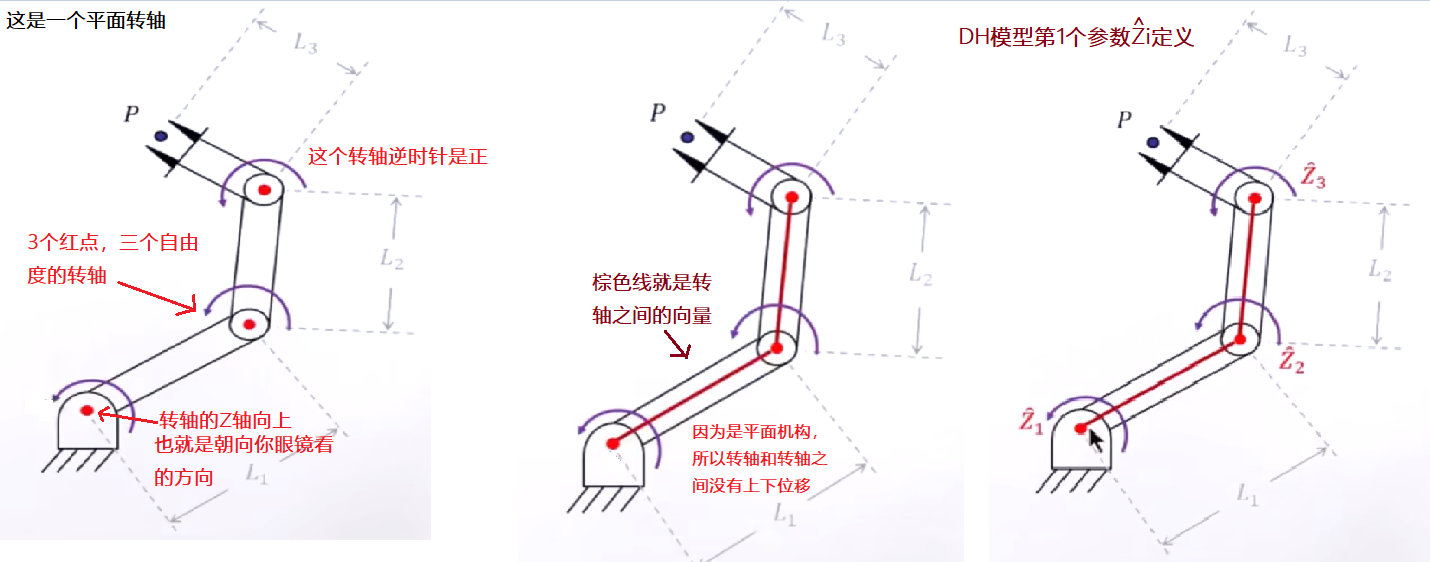 这是一个平面转轴
L3
P
这个转轴逆时针是正
3个红点，三个自由
度的转轴
L2
转轴的Z轴向上
也就是朝向你眼镜看
的方向
L1
L3
P
棕色线就是转
轴之间的向量
L2
因为是平面机构，
所以转轴和转轴之
间没有上下位移
L1
DH模型第1个参数Ẑi定义
L3
P
Ẑ3
L2
Ẑ2
Ẑ1
L1